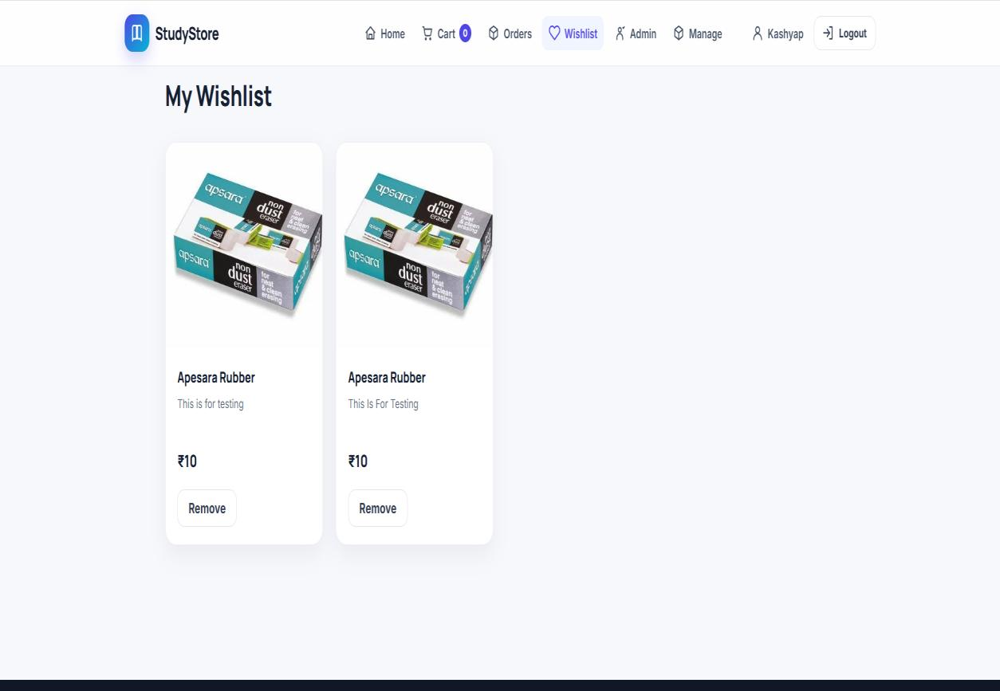 StudyStore
Home Cart 0 Orders Wishlist Admin Manage Kashyap Logout
My Wishlist
apsara
non
dust
eraser
for
neat
& clean
erasing
apsara
non
dust
eraser
for
neat
& clean
erasing
apsara
apsara
non
dust
eraser
for
neat
& clean
erasing
apsara
non
dust
eraser
for
neat
& clean
erasing
apsara
Apesara Rubber
This is for testing
₹10
Remove
Apesara Rubber
This Is For Testing
₹10
Remove